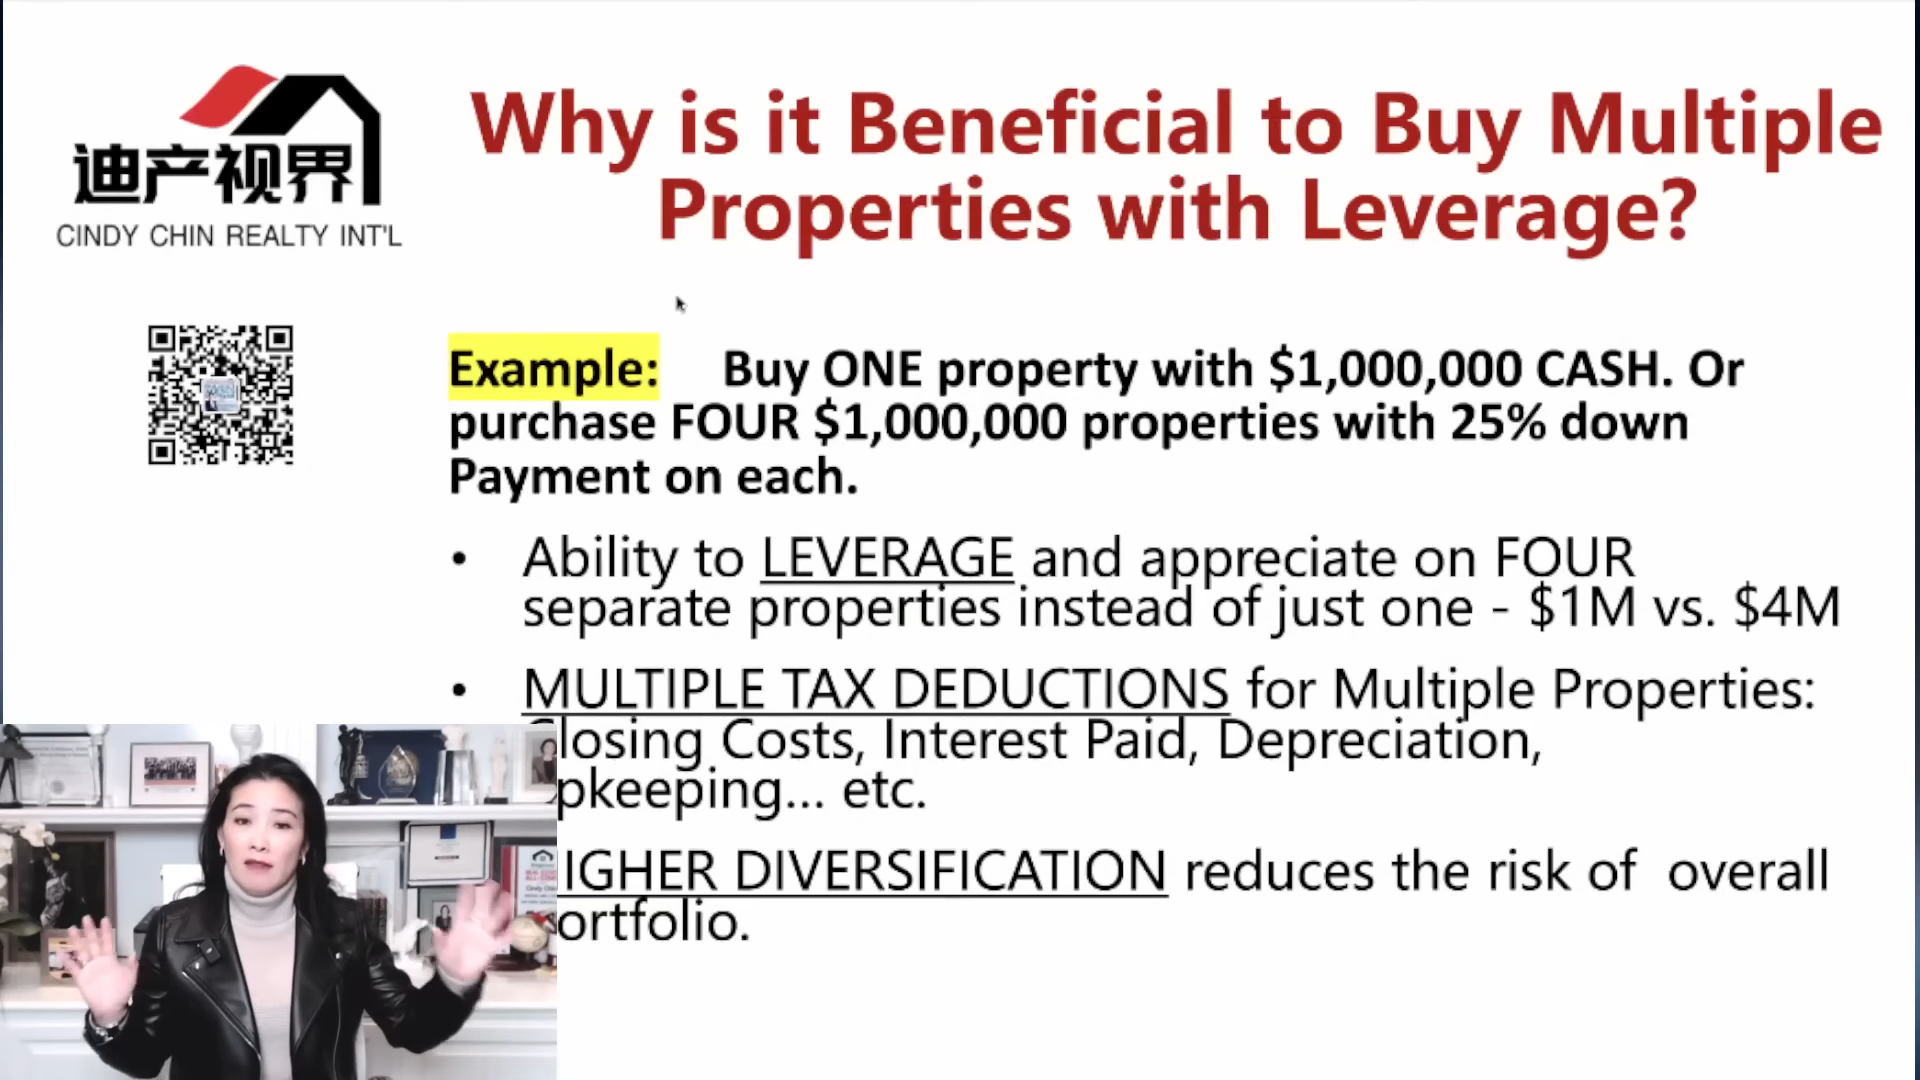 迪产视界
CINDY CHIN REALTY INT'L
Why is it Beneficial to Buy Multiple
Properties with Leverage?
Example: Buy ONE property with $1,000,000 CASH. Or
purchase FOUR $1,000,000 properties with 25% down
Payment on each.
• Ability to LEVERAGE and appreciate on FOUR
separate properties instead of just one - $1M vs. $4M
• MULTIPLE TAX DEDUCTIONS for Multiple Properties:
losing Costs, Interest Paid, Depreciation,
pkeeping... etc.
IGHER DIVERSIFICATION reduces the risk of overall
ortfolio.